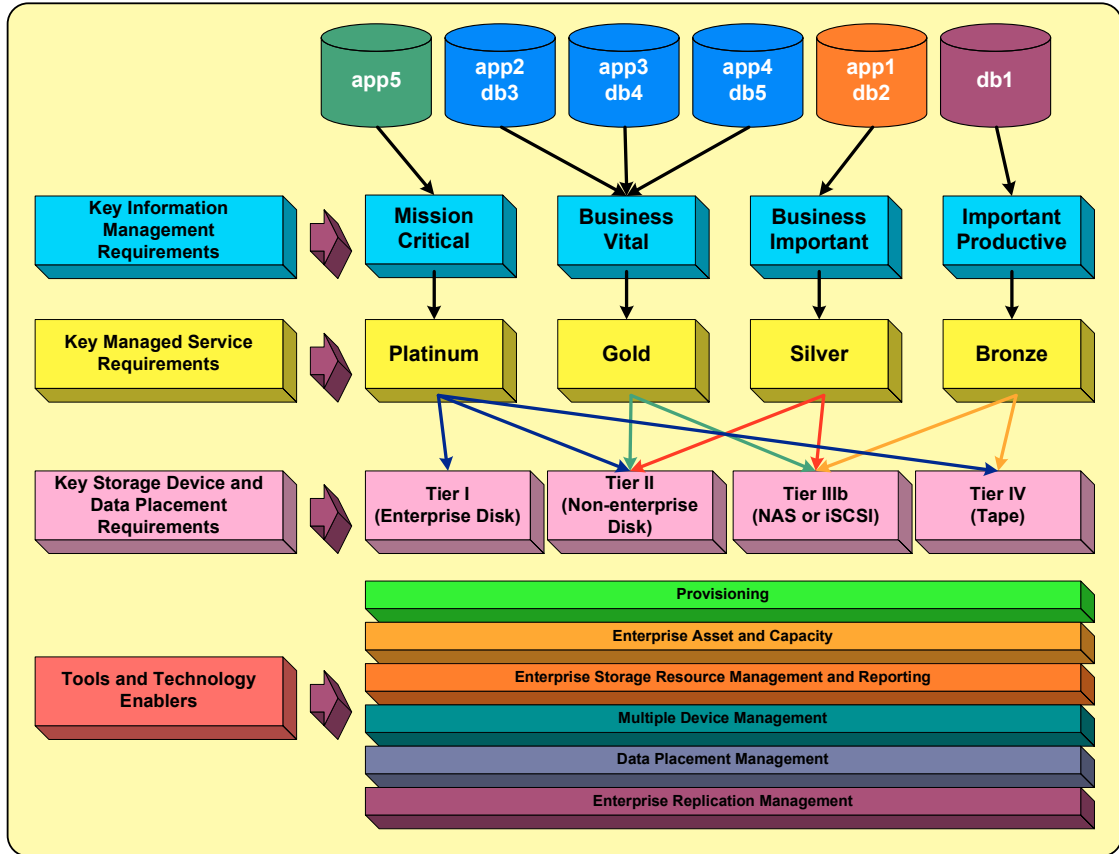 app5
app2
db3
app3
db4
app4
db5
app1
db2
db1
Key Information
Management
Requirements
Mission
Critical
Business
Vital
Business
Important
Important
Productive
Key Managed Service
Requirements
Platinum
Gold
Silver
Bronze
Key Storage Device and
Data Placement
Requirements
Tier I
(Enterprise Disk)
Tier II
(Non-enterprise
Disk)
Tier IIIb
(NAS or iSCSI)
Tier IV
(Tape)
Tools and Technology
Enablers
Provisioning
Enterprise Asset and Capacity
Enterprise Storage Resource Management and Reporting
Multiple Device Management
Data Placement Management
Enterprise Replication Management